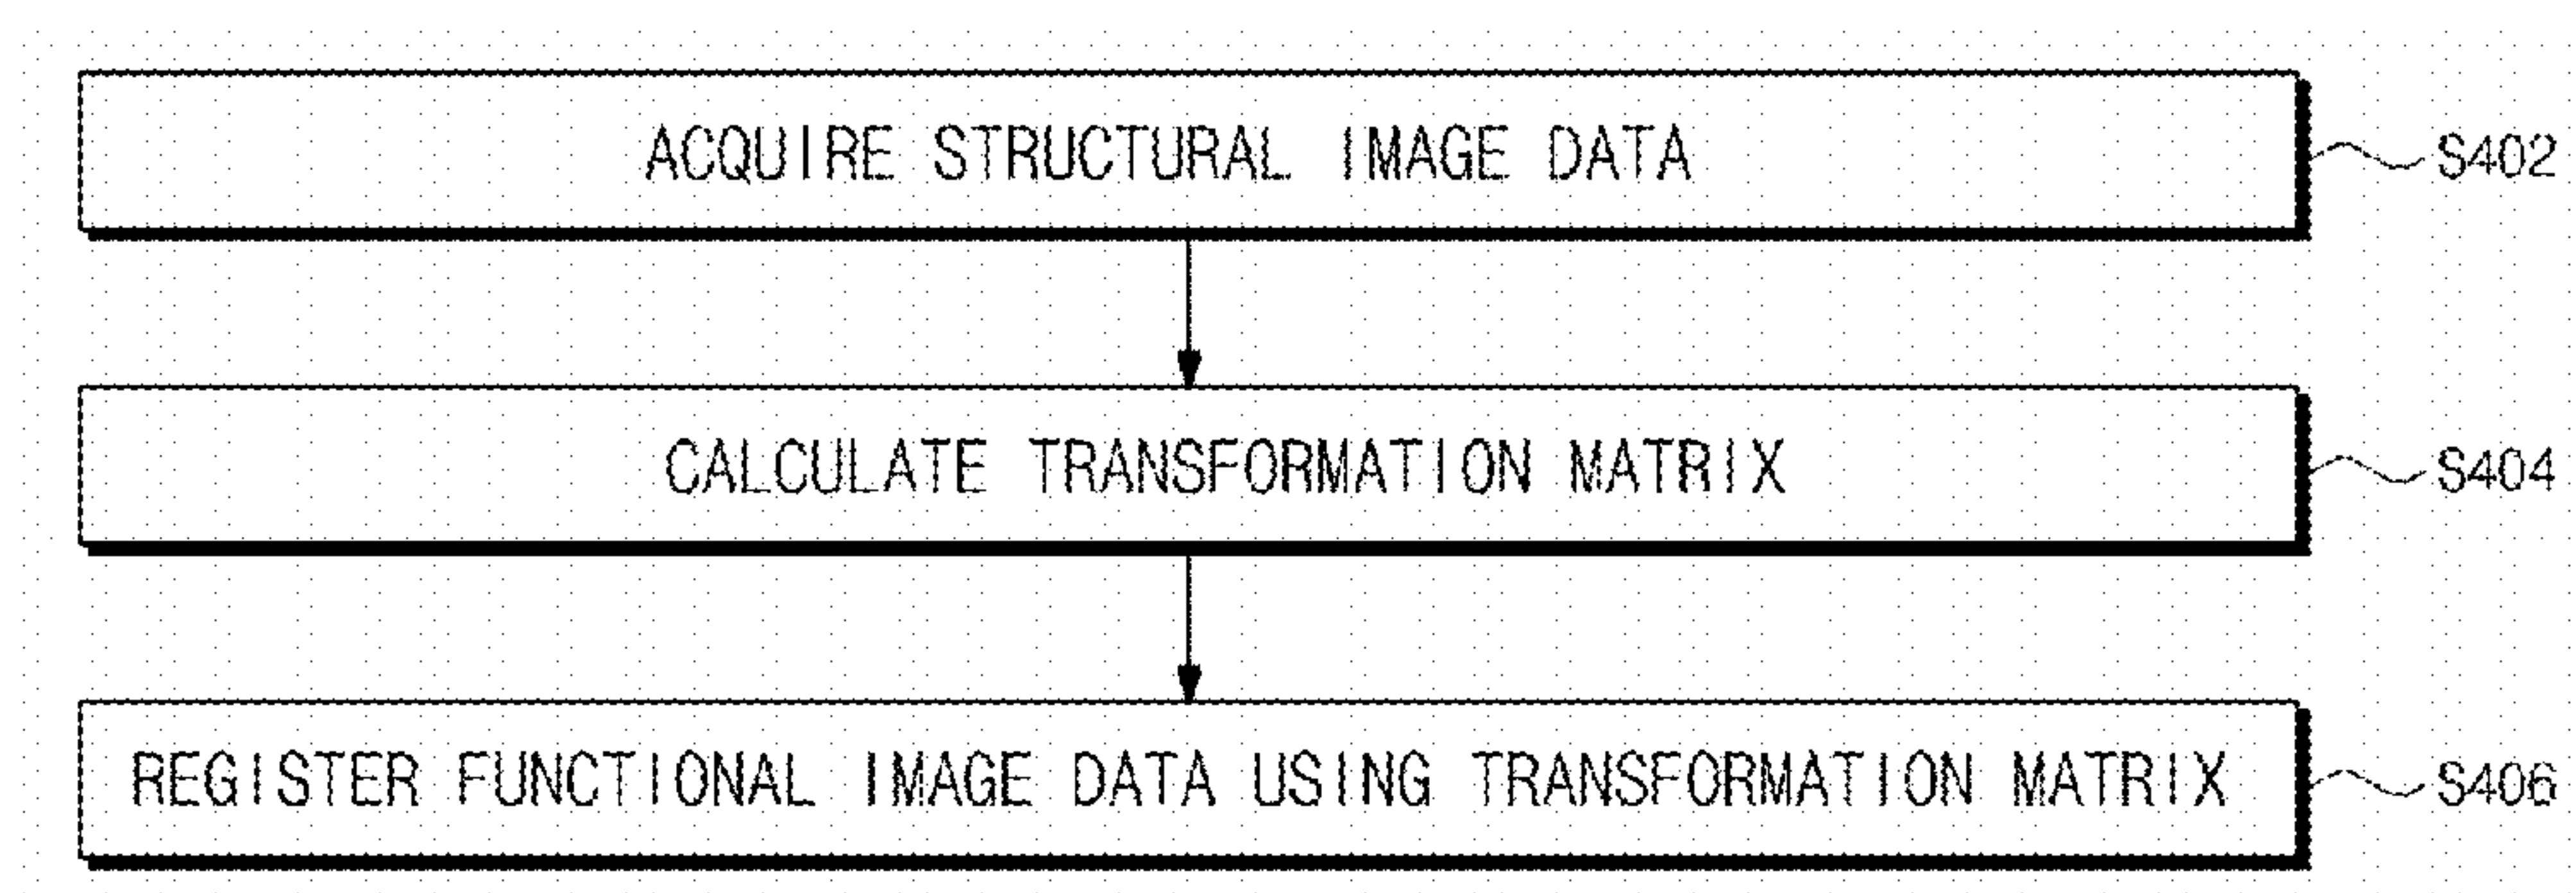 ACQUIRE STRUCTURAL IMAGE DATA
S402
CALCULATE TRANSFORMATION MATRIX
S404
REGISTER FUNCTIONAL IMAGE DATA USING TRANSFORMATION MATRIX
S406